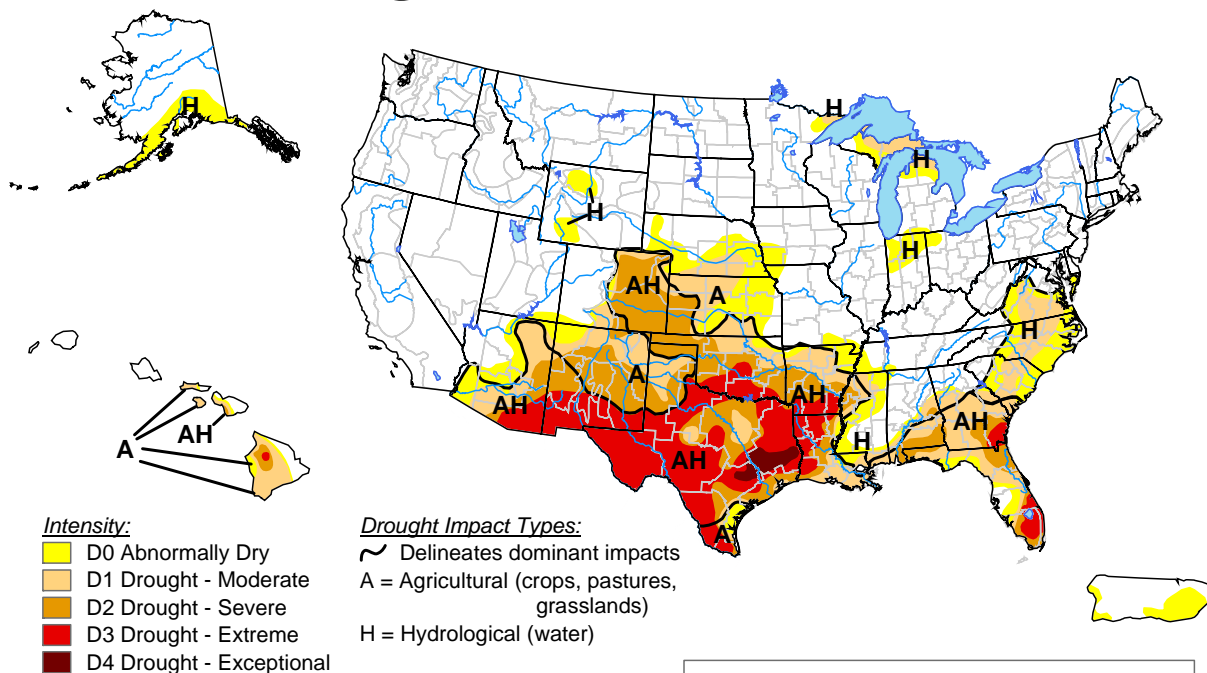 H
H
H
H
H
AH
A
H
A
AH
AH
AH
H
AH
A
A
AH
A
Intensity:
D0 Abnormally Dry
D1 Drought - Moderate
D2 Drought - Severe
D3 Drought - Extreme
D4 Drought - Exceptional
Drought Impact Types:
Delineates dominant impacts
A = Agricultural (crops, pastures,
grasslands)
H = Hydrological (water)